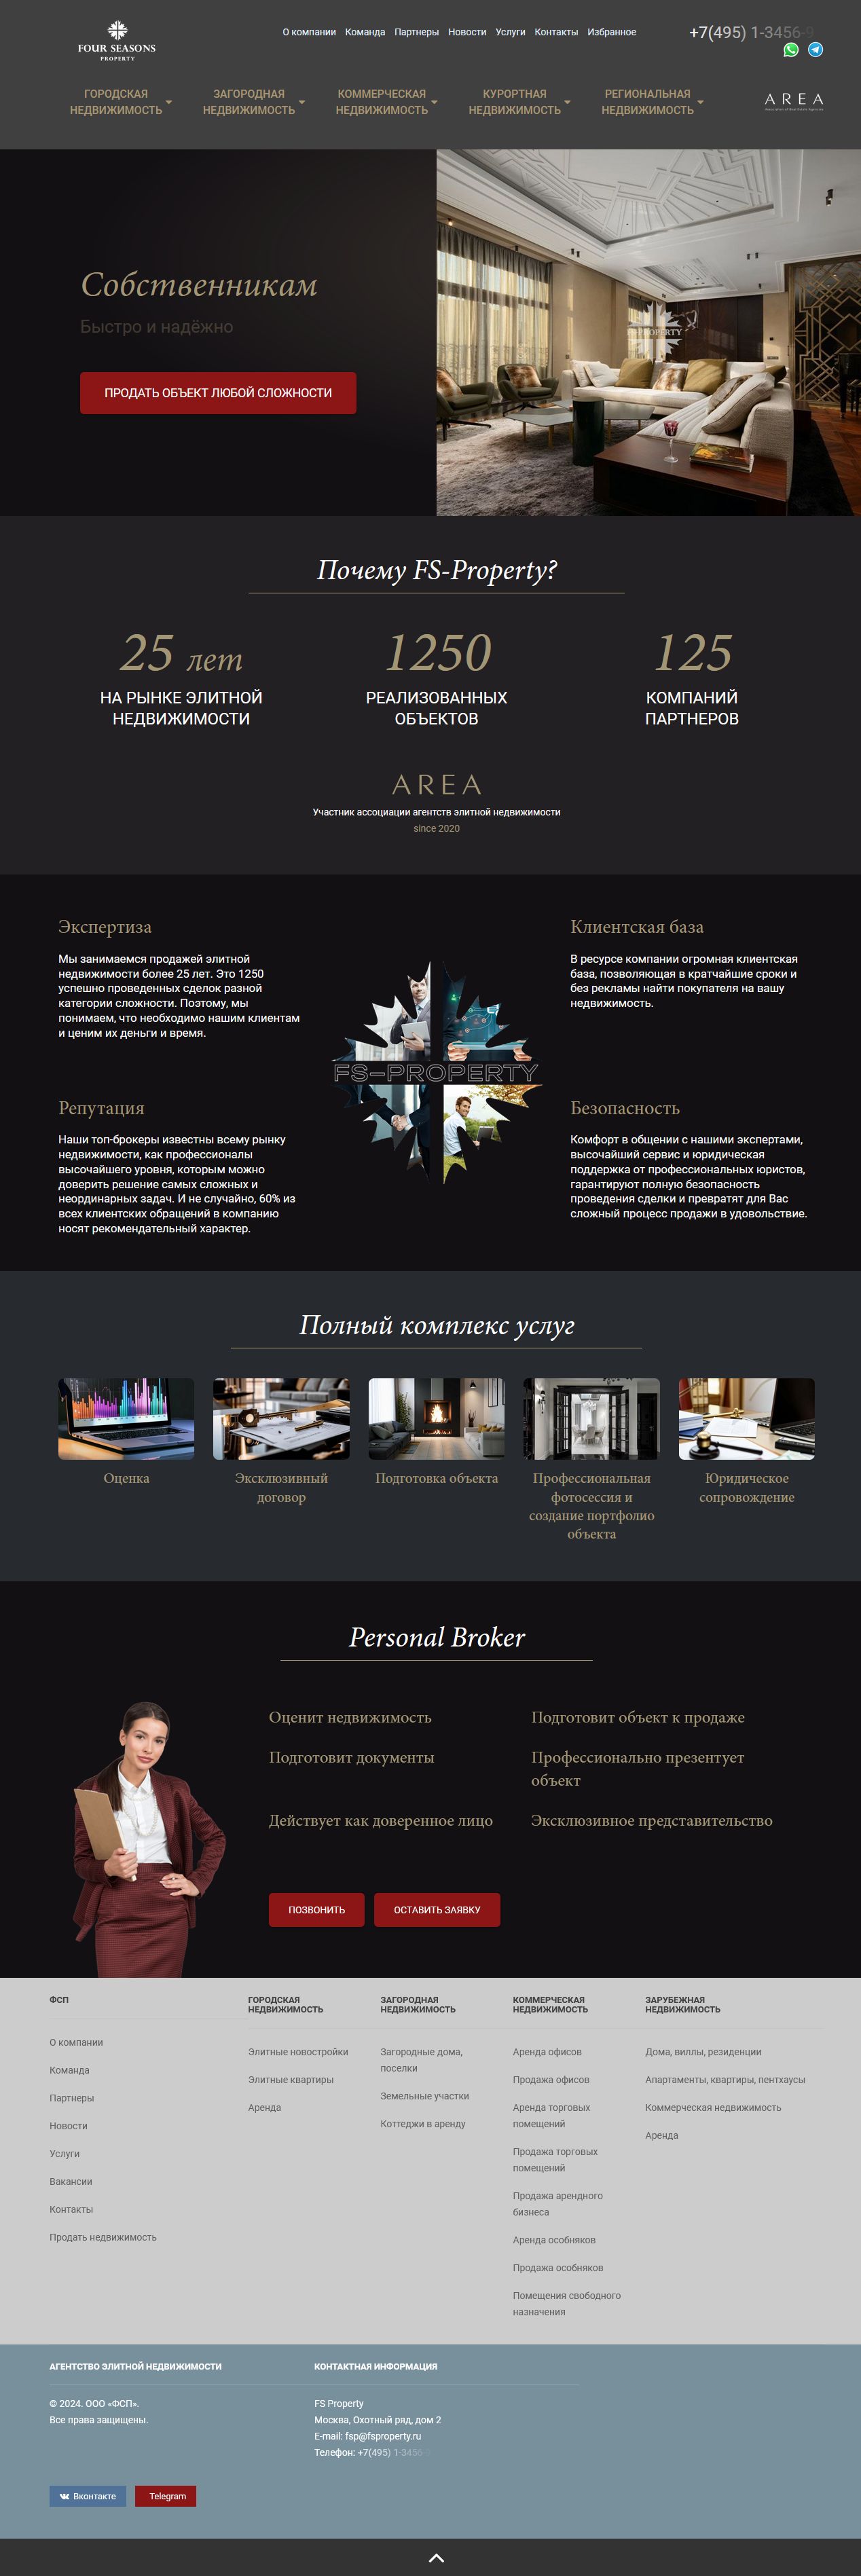 FOUR SEASONS
PROPERTY
О компании Команда Партнеры Новости Услуги Контакты Избранное
+7(495) 1-3456-9
ГОРОДСКАЯ
НЕДВИЖИМОСТЬ
ЗАГОРОДНАЯ
НЕДВИЖИМОСТЬ
КОММЕРЧЕСКАЯ
НЕДВИЖИМОСТЬ
КУРОРТНАЯ
НЕДВИЖИМОСТЬ
РЕГИОНАЛЬНАЯ
НЕДВИЖИМОСТЬ
AREA
Собственникам
Быстро и надёжно
ПРОДАТЬ ОБЪЕКТ ЛЮБОЙ СЛОЖНОСТИ
FS-PROPERTY
Почему FS-Property?
25 лет
НА РЫНКЕ ЭЛИТНОЙ
НЕДВИЖИМОСТИ
1250
РЕАЛИЗОВАННЫХ
ОБЪЕКТОВ
125
КОМПАНИЙ
ПАРТНЕРОВ
AREA
Участник ассоциации агентств элитной недвижимости
since 2020
Экспертиза
Мы занимаемся продажей элитной
недвижимости более 25 лет. Это 1250
успешно проведенных сделок разной
категории сложности. Поэтому, мы
понимаем, что необходимо нашим клиентам
и ценим их деньги и время.
Клиентская база
В ресурсе компании огромная клиентская
база, позволяющая в кратчайшие сроки и
без рекламы найти покупателя на вашу
недвижимость.
FS-PROPERTY
Репутация
Наши топ-брокеры известны всему рынку
недвижимости, как профессионалы
высочайшего уровня, которым можно
доверить решение самых сложных и
неординарных задач. И не случайно, 60% из
всех клиентских обращений в компанию
носят рекомендательный характер.
Безопасность
Комфорт в общении с нашими экспертами,
высочайший сервис и юридическая
поддержка от профессиональных юристов,
гарантируют полную безопасность
проведения сделки и превратят для Вас
сложный процесс продажи в удовольствие.
Полный комплекс услуг
Оценка
Эксклюзивный
договор
Подготовка объекта
Профессиональная
фотосессия и
создание портфолио
объекта
Юридическое
сопровождение
Personal Broker
Оценит недвижимость
Подготовит объект к продаже
Подготовит документы
Профессионально презентует
объект
Действует как доверенное лицо
Эксклюзивное представительство
ПОЗВОНИТЬ
ОСТАВИТЬ ЗАЯВКУ
ФСП
О компании
Команда
Партнеры
Новости
Услуги
Вакансии
Контакты
Продать недвижимость
ГОРОДСКАЯ
НЕДВИЖИМОСТЬ
Элитные новостройки
Элитные квартиры
Аренда
ЗАГОРОДНАЯ
НЕДВИЖИМОСТЬ
Загородные дома,
поселки
Земельные участки
Коттеджи в аренду
КОММЕРЧЕСКАЯ
НЕДВИЖИМОСТЬ
Аренда офисов
Продажа офисов
Аренда торговых
помещений
Продажа торговых
помещений
Продажа арендного
бизнеса
Аренда особняков
Продажа особняков
Помещения свободного
назначения
ЗАРУБЕЖНАЯ
НЕДВИЖИМОСТЬ
Дома, виллы, резиденции
Апартаменты, квартиры, пентхаусы
Коммерческая недвижимость
Аренда
АГЕНТСТВО ЭЛИТНОЙ НЕДВИЖИМОСТИ
© 2024. ООО «ФСП».
Все права защищены.
КОНТАКТНАЯ ИНФОРМАЦИЯ
FS Property
Москва, Охотный ряд, дом 2
E-mail: fsp@fsproperty.ru
Телефон: +7(495) 1-3456-
Вконтакте
Telegram